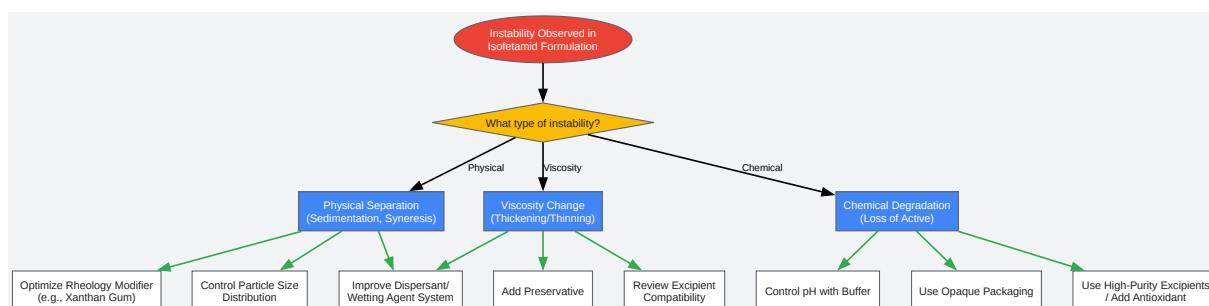 Instability Observed in
Isofetamid Formulation
What type of instability?
Physical
Viscosity
Chemical
Physical Separation
(Sedimentation, Syneresis)
Viscosity Change
(Thickening/Thinning)
Chemical Degradation
(Loss of Active)
Optimize Rheology Modifier
(e.g., Xanthan Gum)
Control Particle Size
Distribution
Improve Dispersant/
Wetting Agent System
Add Preservative
Review Excipient
Compatibility
Control pH with Buffer
Use Opaque Packaging
Use High-Purity Excipients
/ Add Antioxidant